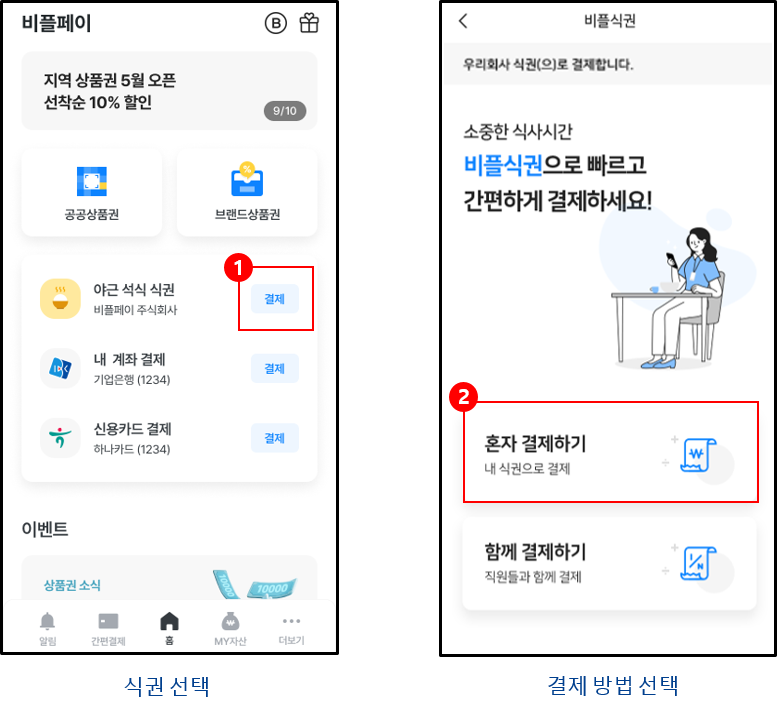 비플페이
B
지역 상품권 5월 오픈
선착순 10% 할인
9/10
%
공공상품권
브랜드상품권
1
야근 석식 식권
비플페이 주식회사
결제
내 계좌 결제
기업은행 (1234)
결제
신용카드 결제
하나카드 (1234)
결제
이벤트
상품권 소식
10000
10000
알림
간편결제
홈
MY자산
더보기
식권 선택
비플식권
우리회사 식권(으)로 결제합니다.
소중한 식사시간
비플식권으로 빠르고
간편하게 결제하세요!
2
혼자 결제하기
내 식권으로 결제
함께 결제하기
직원들과 함께 결제
1/N
결제 방법 선택